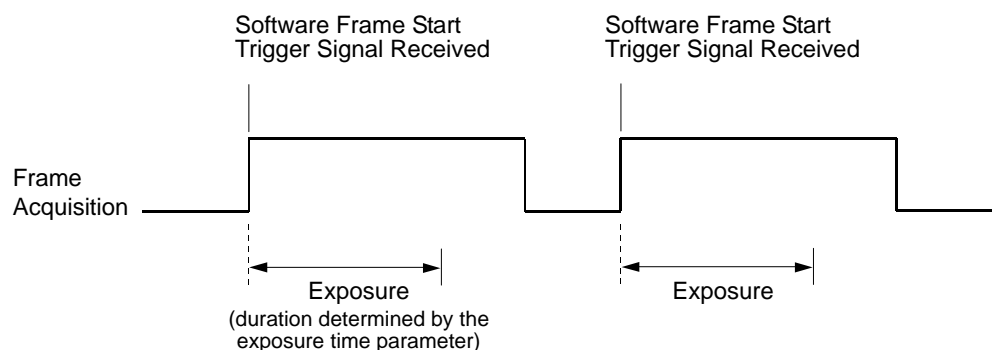 Software Frame Start
Trigger Signal Received
Software Frame Start
Trigger Signal Received
Frame
Acquisition
Exposure
(duration determined by the
exposure time parameter)
Exposure